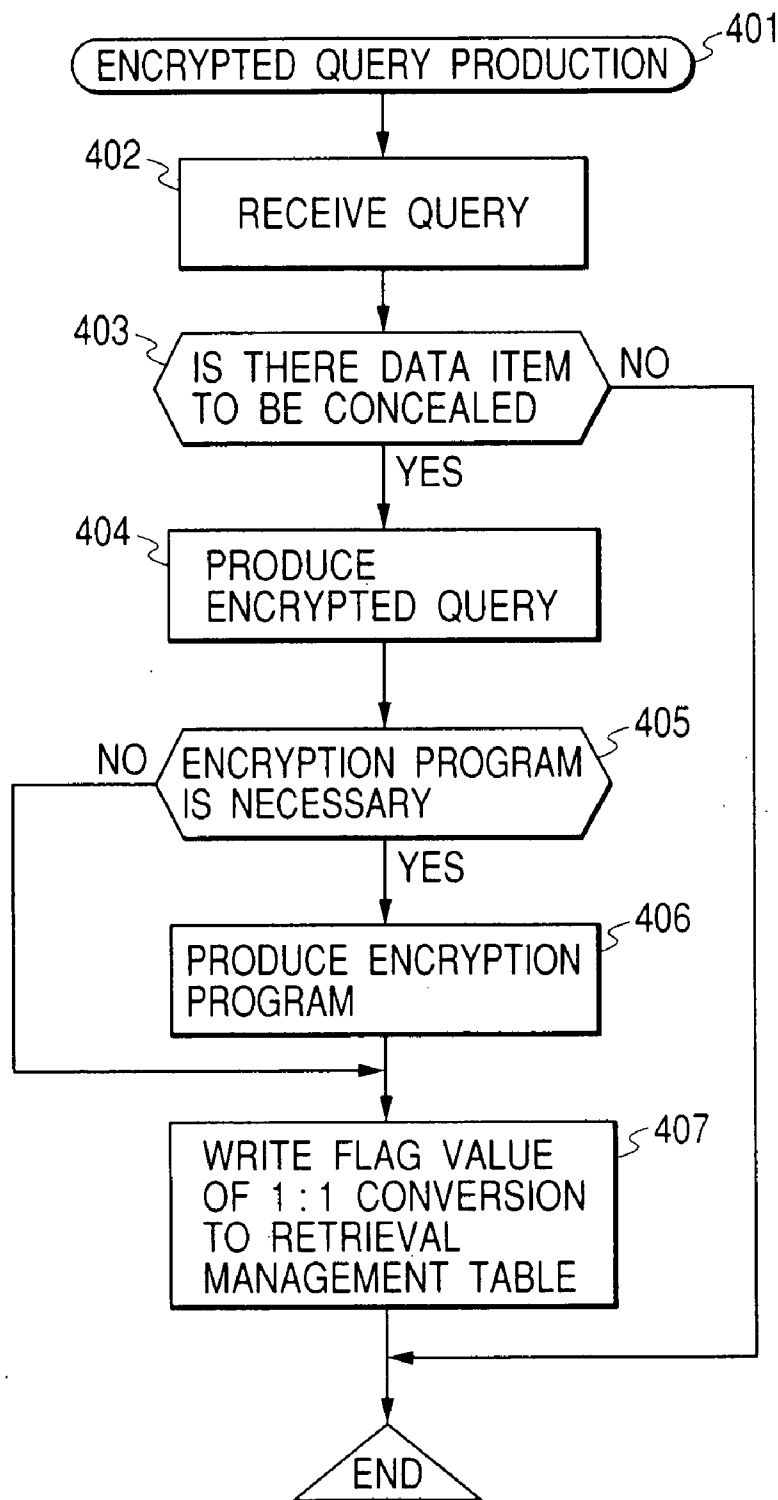 401
ENCRYPTED QUERY PRODUCTION
402
RECEIVE QUERY
403
IS THERE DATA ITEM
TO BE CONCEALED
NO
YES
404
PRODUCE
ENCRYPTED QUERY
405
NO
ENCRYPTION PROGRAM
IS NECESSARY
YES
406
PRODUCE ENCRYPTION
PROGRAM
407
WRITE FLAG VALUE
OF 1:1 CONVERSION
TO RETRIEVAL
MANAGEMENT TABLE
END